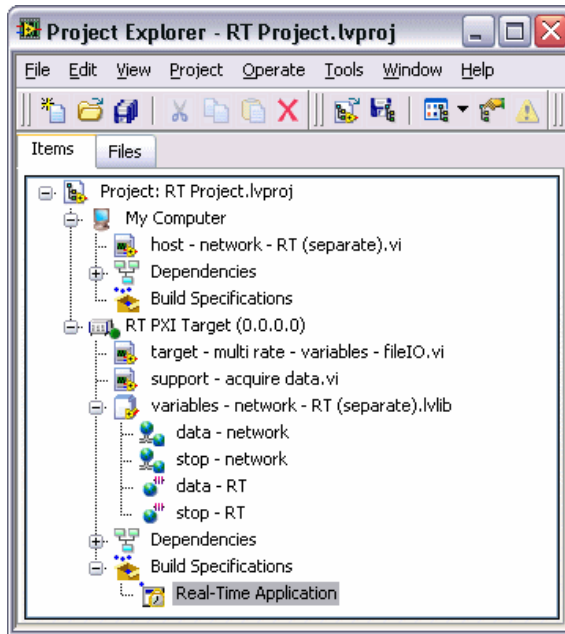 Project Explorer - RT Project.lvproj
File Edit View Project Operate Tools Window Help
Items Files
Project: RT Project.lvproj
My Computer
host - network - RT (separate).vi
Dependencies
Build Specifications
RT PXI Target (0.0.0.0)
target - multi rate - variables - fileIO.vi
support - acquire data.vi
variables - network - RT (separate).lvlib
data - network
stop - network
data - RT
stop - RT
Dependencies
Build Specifications
Real-Time Application